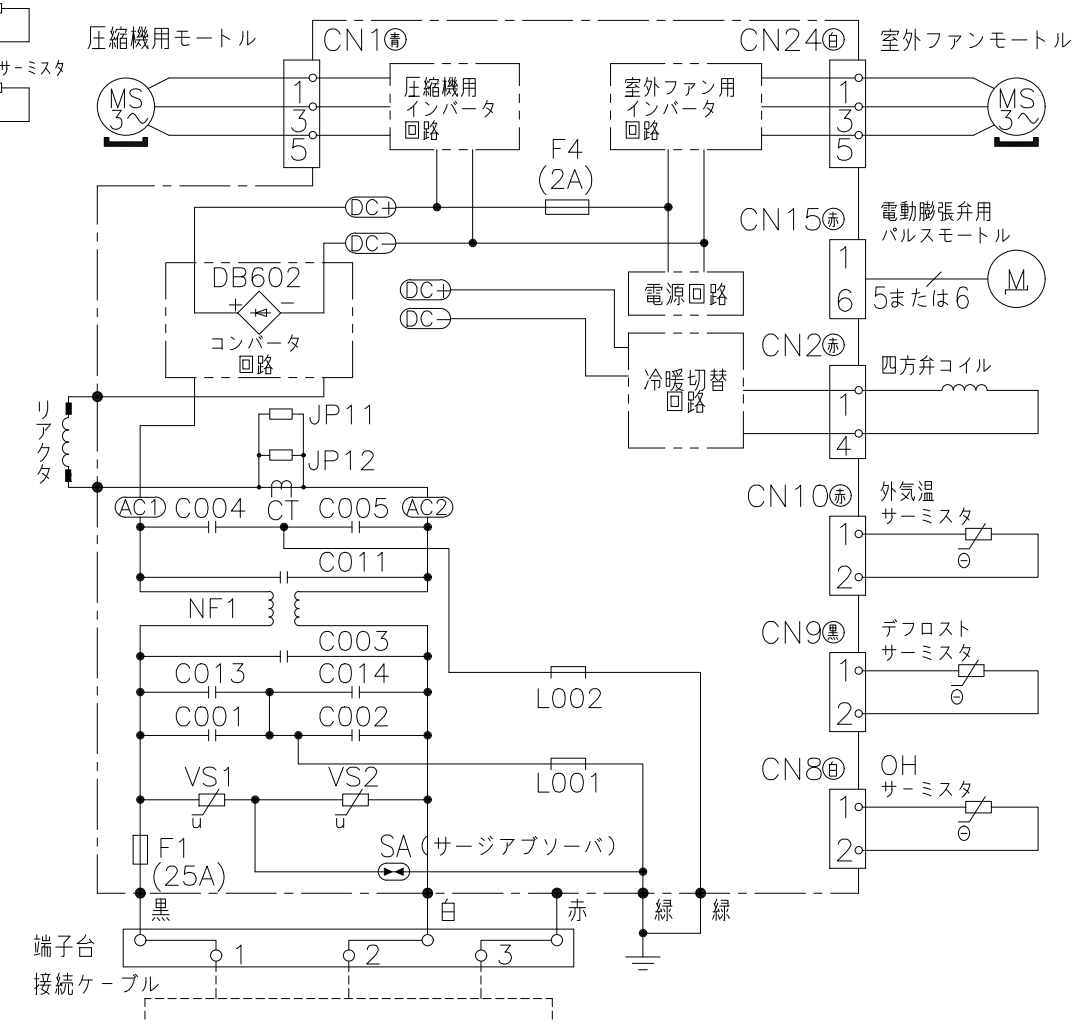 サーミスタ
圧縮機用モートル
CN1青
CN24白
室外ファンモートル
MS
3~
1
3
5
圧縮機用
インバータ
回路
室外ファン用
インバータ
回路
1
3
5
MS
3~
F4
(2A)
DC+
DC−
CN15赤
電動膨張弁用
パルスモートル
1
6
5または6
M
DB602
+
−
コンバータ
回路
DC+
DC−
電源回路
冷暖切替
回路
CN2赤
四方弁コイル
1
4
リアクタ
JP11
JP12
CT
AC1
C004
C005
AC2
CN10赤
外気温
サーミスタ
1
2
⊖
C011
NF1
C003
C013
C014
C001
C002
L002
L001
CN9黒
デフロスト
サーミスタ
1
2
⊖
VS1
u
VS2
u
CN8白
OH
サーミスタ
1
2
⊖
F1
(25A)
SA(サージアブソーバ)
黒
白
赤
緑
緑
端子台
1
2
3
接続ケーブル